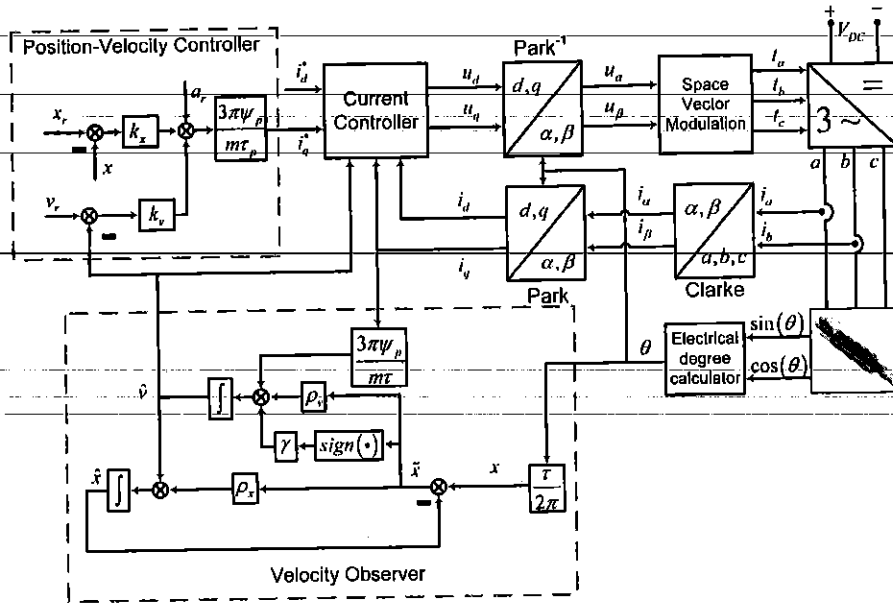 + −
V_DC
Position-Velocity Controller
Park⁻¹
a_r
x_r
k_x
x
v_r
k_v
3πψ_p
mτ_p
i_d^*
i_q^*
Current
Controller
u_d
u_q
d,q
α,β
u_α
u_β
Space
Vector
Modulation
t_a
t_b
t_c
=
3 ~
a b c
i_d
i_q
d,q
α,β
Park
i_α
i_β
α,β
a,b,c
Clarke
i_a
i_b
sin(θ)
cos(θ)
Electrical
degree
calculator
θ
3πψ_p
mτ
v̂
∫
ρ_v
γ
sign(•)
x̂
∫
ρ_x
x̃
x
τ
2π
Velocity Observer